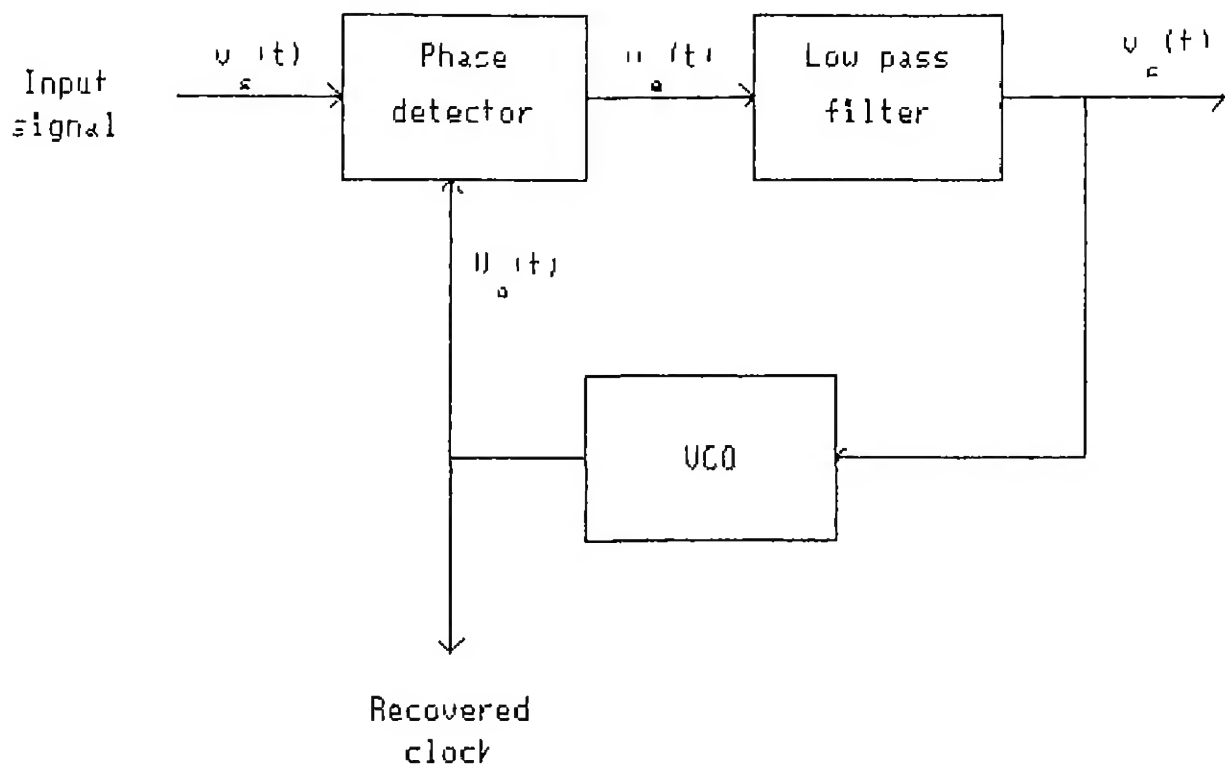 Input
signal
Phase
detector
Low pass
filter
VCO
Recovered
clock